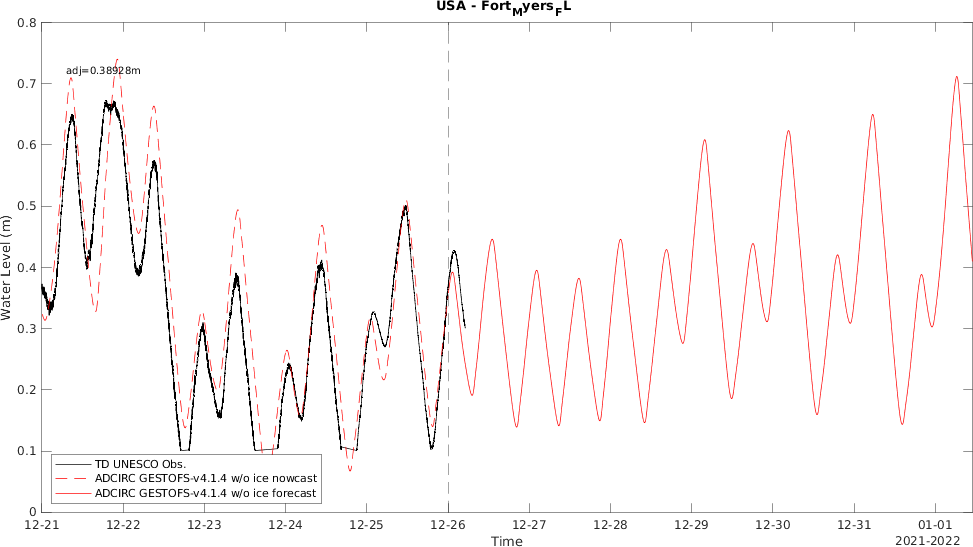 USA - FortMyersFL
adj=0.38928m
0.8
0.7
0.6
0.5
0.4
0.3
0.2
0.1
0
Water Level (m)
TD UNESCO Obs.
ADCIRC GESTOFS-v4.1.4 w/o ice nowcast
ADCIRC GESTOFS-v4.1.4 w/o ice forecast
12-21 12-22 12-23 12-24 12-25 12-26 12-27 12-28 12-29 12-30 12-31 01-01
Time
2021-2022